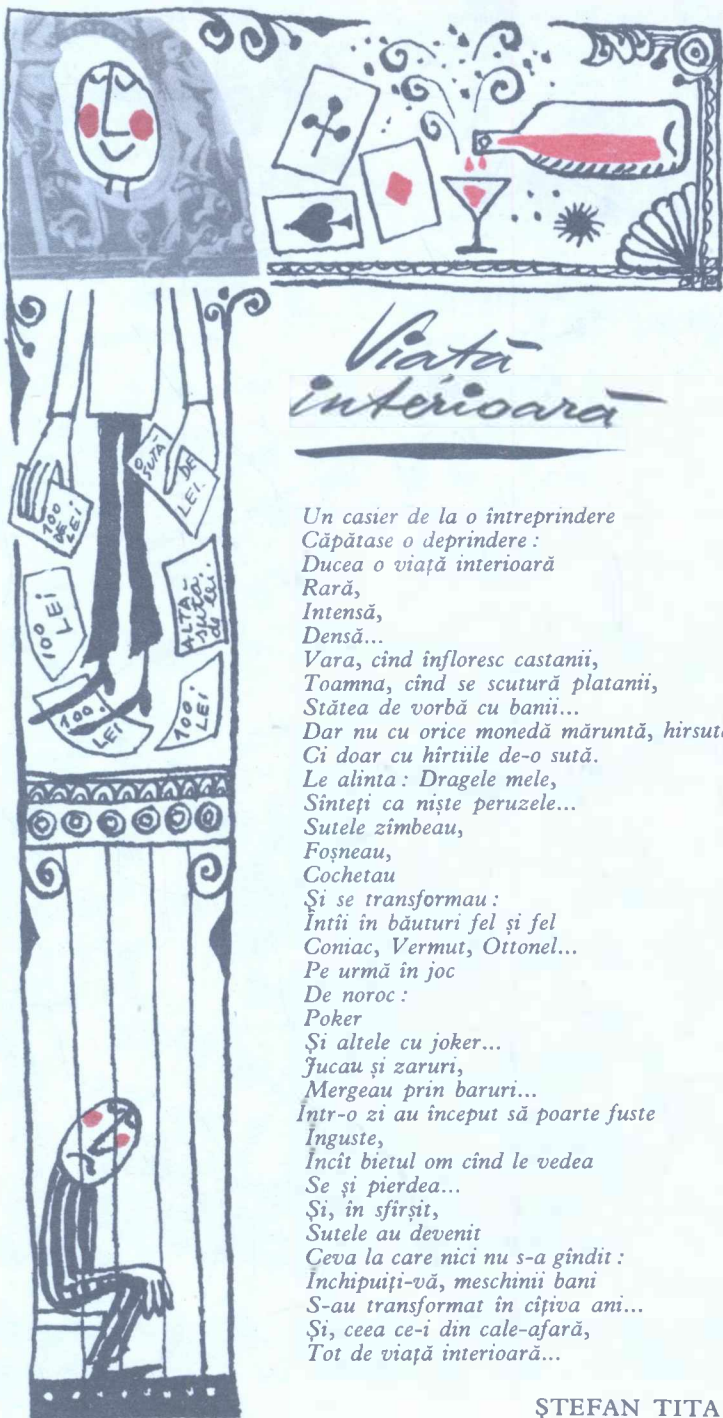 Viață
interioară
100
DE
LEI
O
SUTĂ
DE
LEI.
100
LEI
ALTĂ
sută
de lei.
100.
LEI
100.
LEI
Un casier de la o întreprindere
Căpătase o deprindere :
Ducea o viață interioară
Rară,
Intensă,
Densă...
Vara, cînd înfloresc castanii,
Toamna, cînd se scutură platanii,
Stătea de vorbă cu banii...
Dar nu cu orice monedă măruntă, hirsută
Ci doar cu hîrtiile de-o sută.
Le alinta : Dragele mele,
Sînteți ca niște peruzele...
Sutele zîmbeau,
Foșneau,
Cochetau
Și se transformau :
Întîi în băuturi fel și fel
Coniac, Vermut, Ottonel...
Pe urmă în joc
De noroc :
Poker
Și altele cu joker...
Jucau și zaruri,
Mergeau prin baruri...
Într-o zi au început să poarte fuste
Înguste,
Încît bietul om cînd le vedea
Se și pierdea...
Și, în sfîrșit,
Sutele au devenit
Ceva la care nici nu s-a gîndit :
Închipuiți-vă, meschinii bani
S-au transformat în cîțiva ani...
Și, ceea ce-i din cale-afară,
Tot de viață interioară...
ȘTEFAN TITA